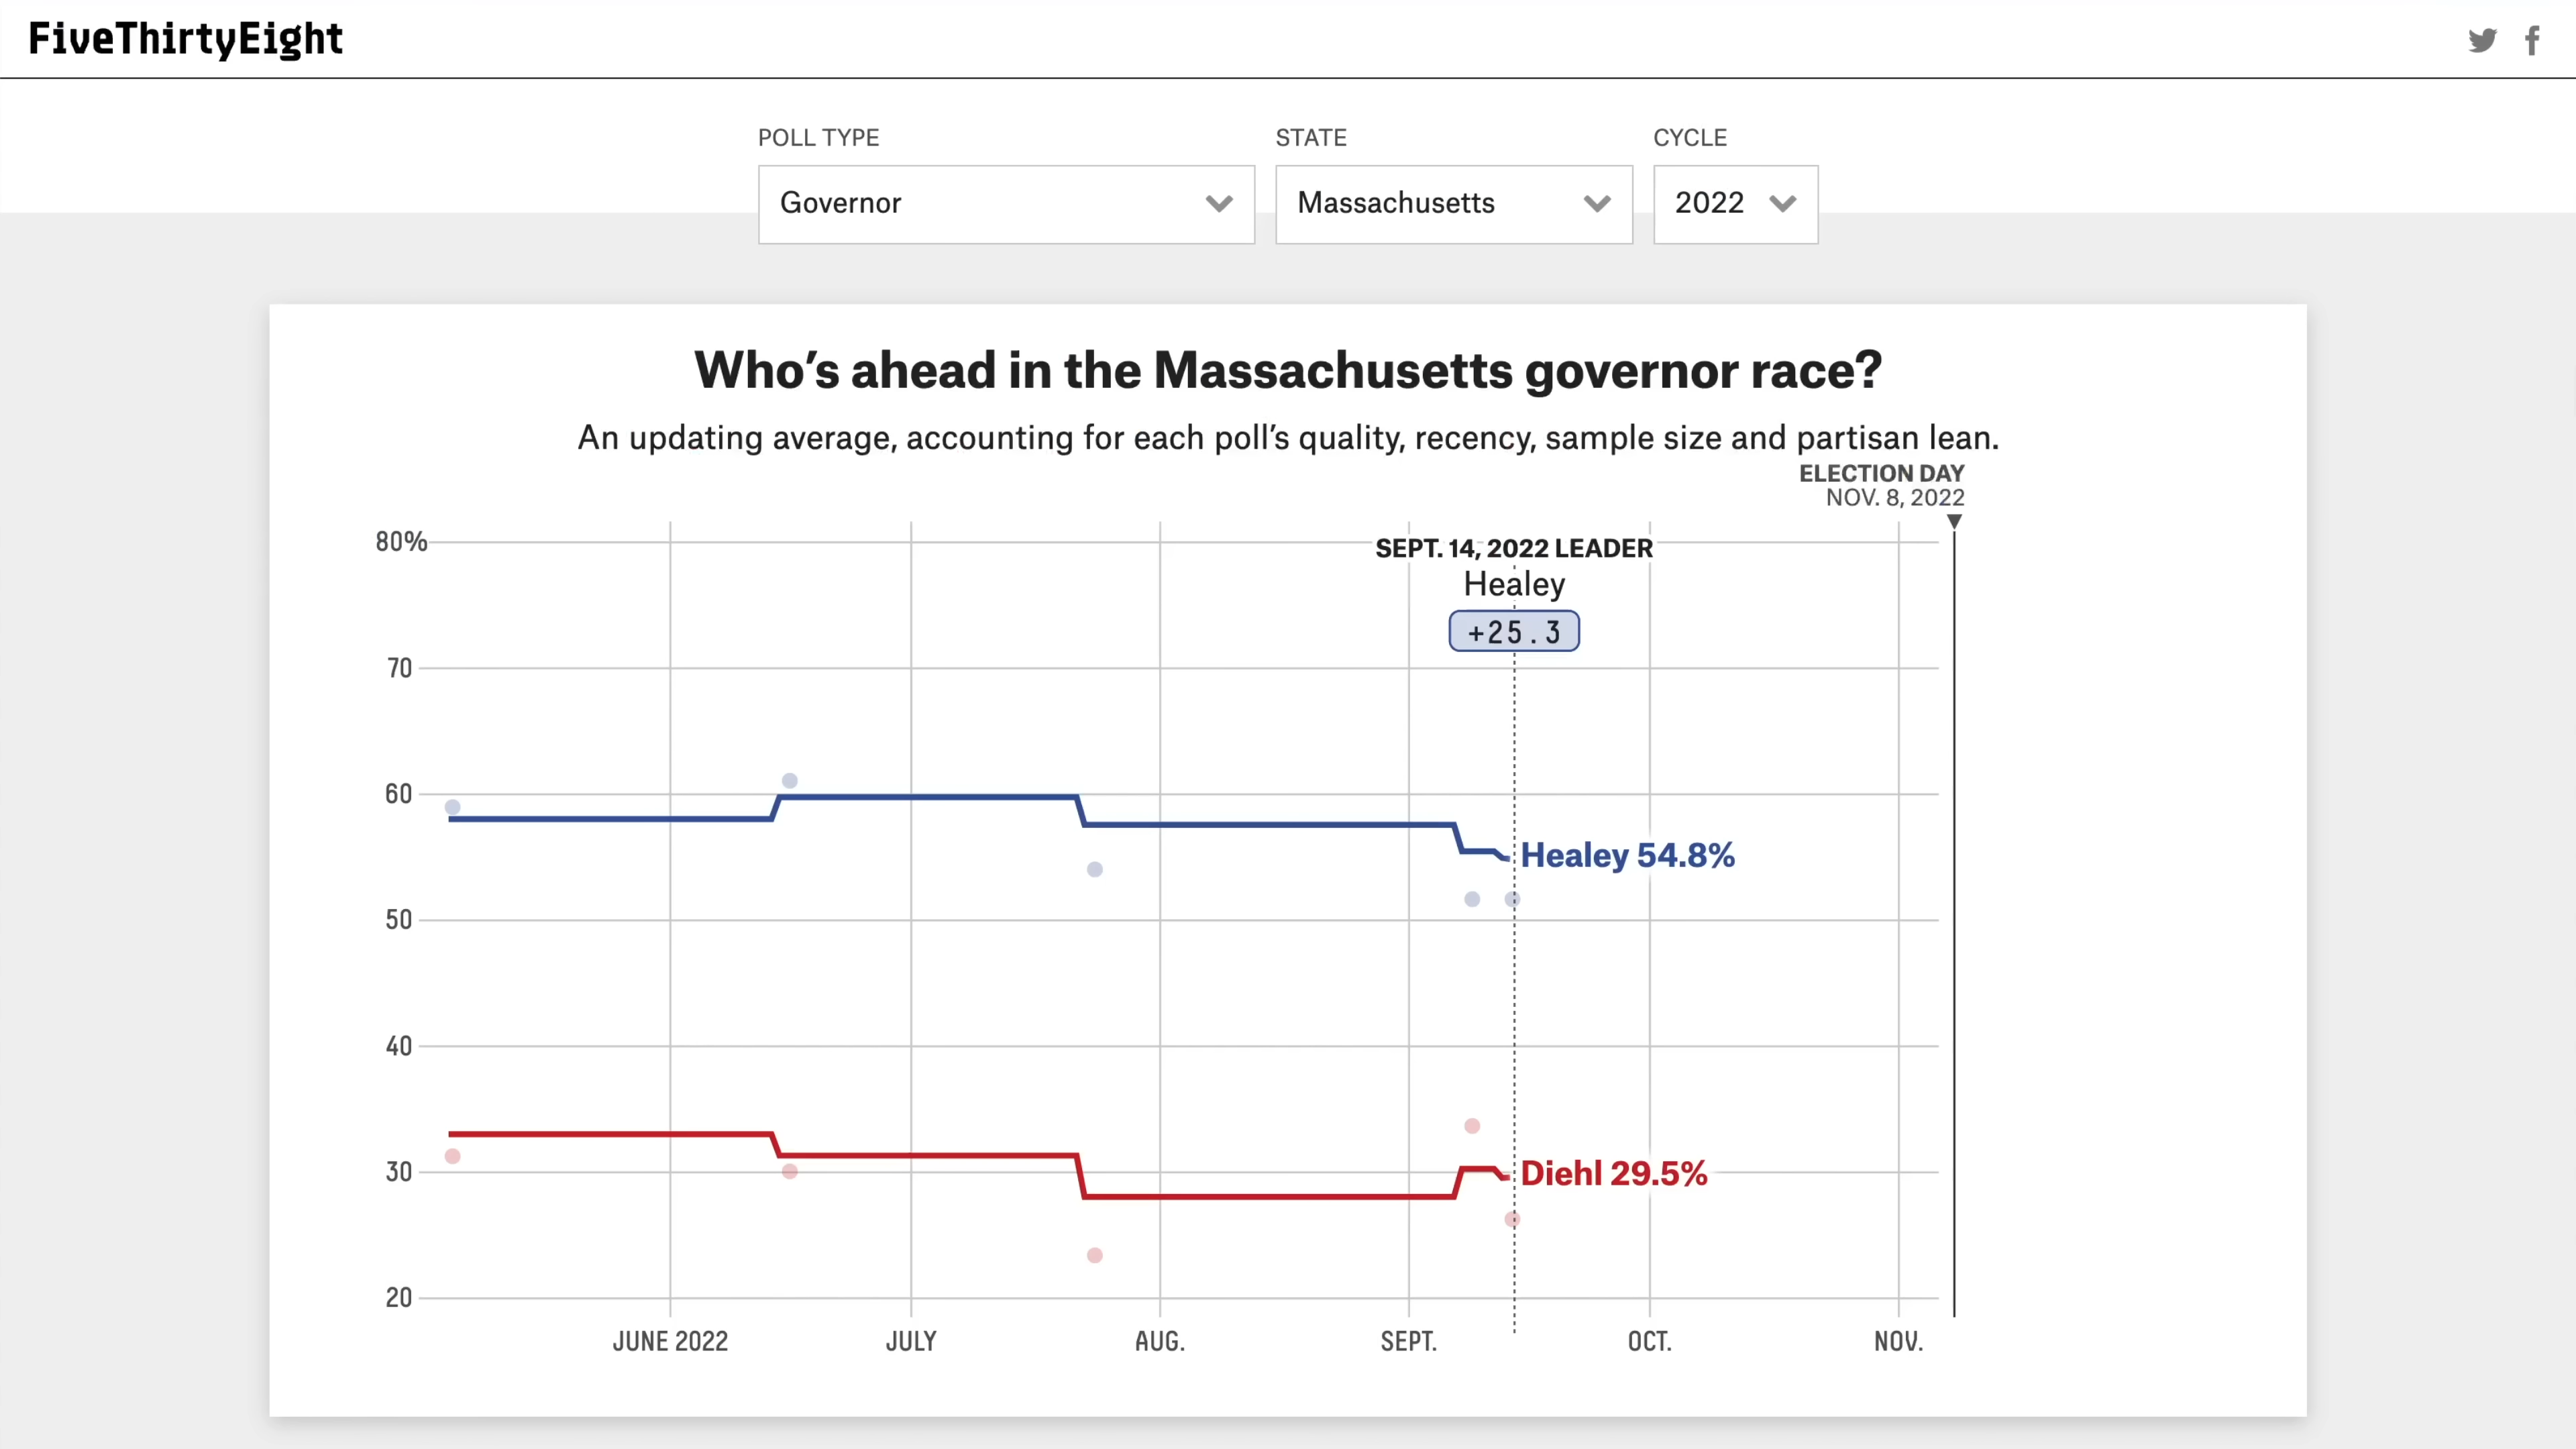 FiveThirtyEight
POLL TYPE
STATE
CYCLE
Governor
Massachusetts
2022
Who’s ahead in the Massachusetts governor race?
An updating average, accounting for each poll’s quality, recency, sample size and partisan lean.
ELECTION DAY
NOV. 8, 2022
80%
SEPT. 14, 2022 LEADER
Healey
+25.3
70
60
Healey 54.8%
50
40
30
Diehl 29.5%
20
JUNE 2022
JULY
AUG.
SEPT.
OCT.
NOV.